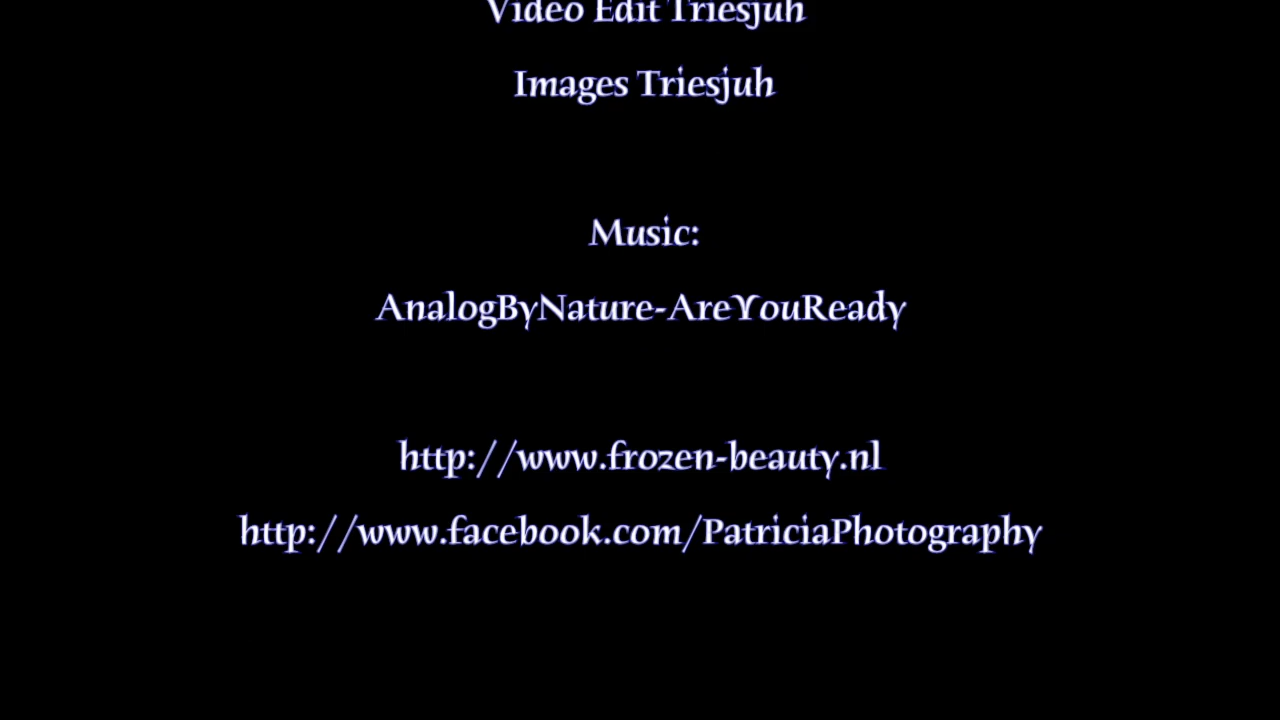 Video Edit Triesjuh
Images Triesjuh
Music:
AnalogByNature-AreYouReady
http://www.frozen-beauty.nl
http://www.facebook.com/PatriciaPhotography